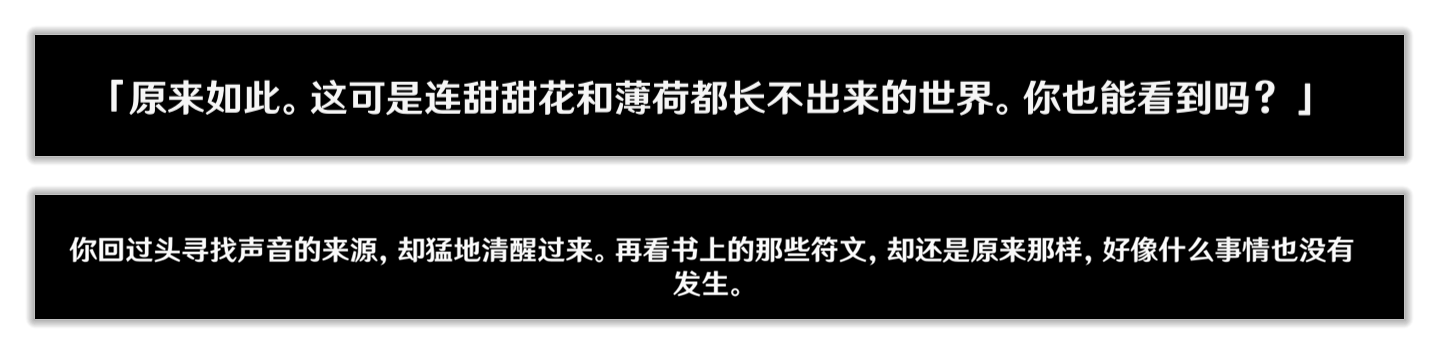 「原来如此。这可是连甜甜花和薄荷都长不出来的世界。你也能看到吗？」
你回过头寻找声音的来源，却猛地清醒过来。再看书上的那些符文，却还是原来那样，好像什么事情也没有
发生。